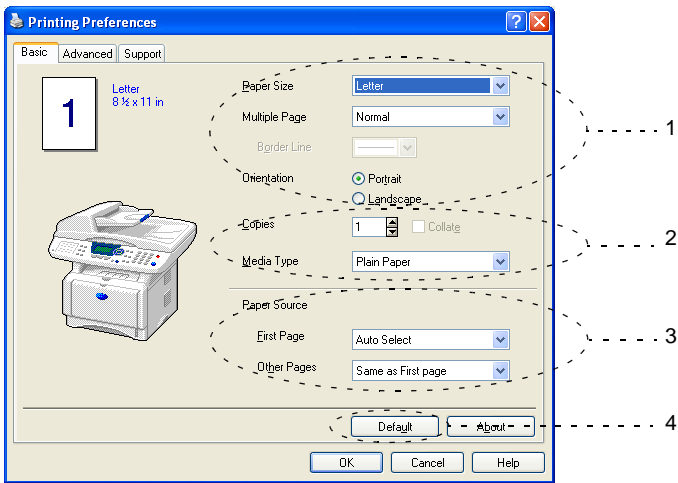 Printing Preferences
Basic Advanced Support
1
Letter
8 ½ x 11 in
Paper Size Letter
Multiple Page Normal
1
Border Line
Orientation Portrait
Landscape
Copies 1 Collate
2
Media Type Plain Paper
Paper Source
First Page Auto Select
3
Other Pages Same as First page
Default About
4
OK Cancel Help